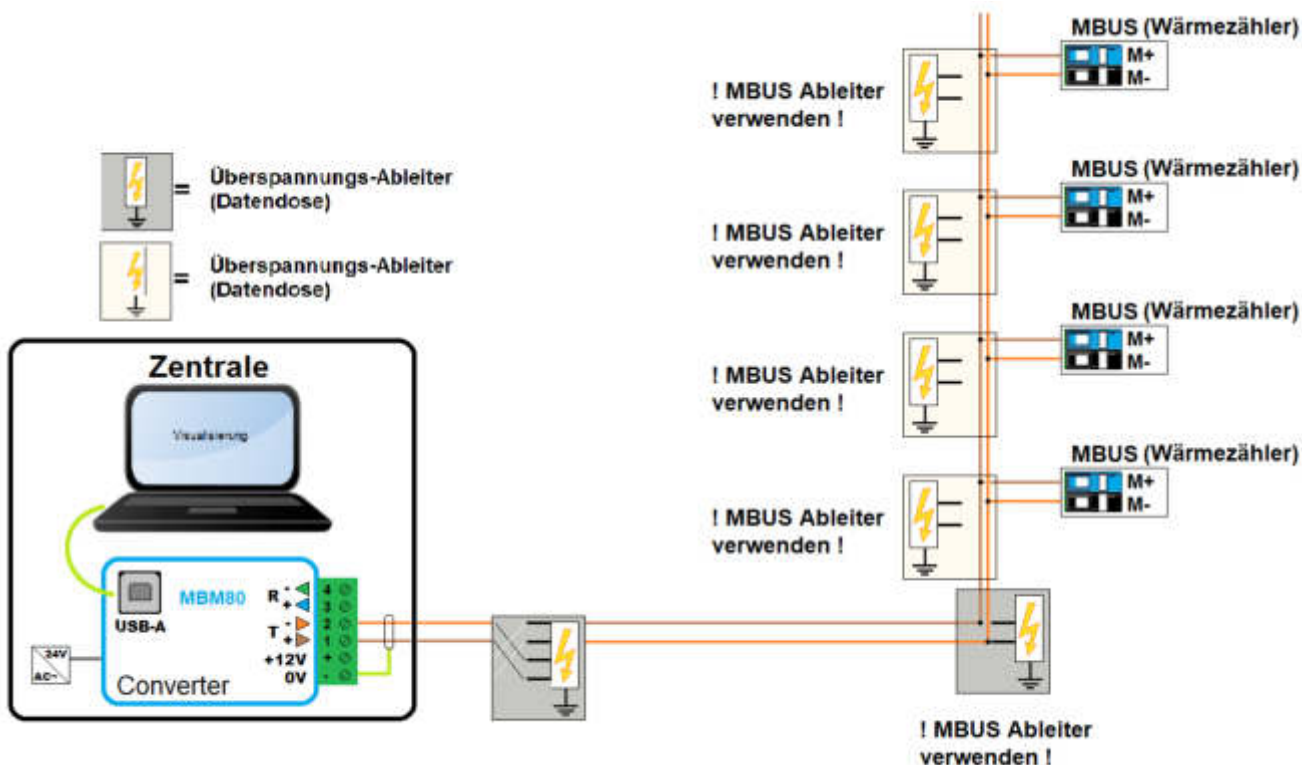 MBUS (Wärmezähler)
M+
M-
! MBUS Ableiter
verwenden !
MBUS (Wärmezähler)
M+
M-
! MBUS Ableiter
verwenden !
MBUS (Wärmezähler)
M+
M-
! MBUS Ableiter
verwenden !
MBUS (Wärmezähler)
M+
M-
! MBUS Ableiter
verwenden !
= Überspannungs-Ableiter
(Datendose)
= Überspannungs-Ableiter
(Datendose)
Zentrale
Visualisierung
MBM80
USB-A
R - 4
+ 3
T - 2
+ 1
+12V +
0V -
24V
AC~
Converter
! MBUS Ableiter
verwenden !